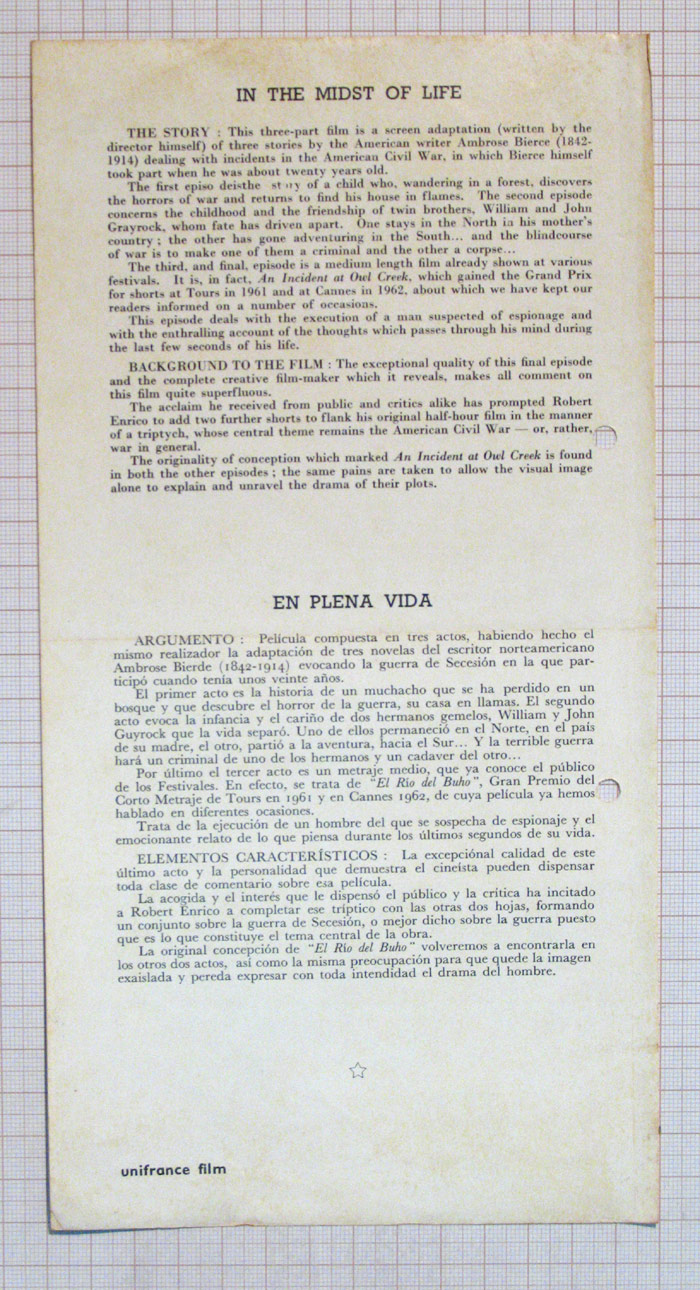 IN THE MIDST OF LIFE
THE STORY : This three-part film is a screen adaptation (written by the
director himself) of three stories by the American writer Ambrose Bierce (1842-
1914) dealing with incidents in the American Civil War, in which Bierce himself
took part when he was about twenty years old.
The first episo deisthe st y of a child who, wandering in a forest, discovers
the horrors of war and returns to find his house in flames. The second episode
concerns the childhood and the friendship of twin brothers, William and John
Grayrock, whom fate has driven apart. One stays in the North in his mother's
country ; the other has gone adventuring in the South... and the blindcourse
of war is to make one of them a criminal and the other a corpse...
The third, and final, episode is a medium length film already shown at various
festivals. It is, in fact, An Incident at Owl Creek, which gained the Grand Prix
for shorts at Tours in 1961 and at Cannes in 1962, about which we have kept our
readers informed on a number of occasions.
This episode deals with the execution of a man suspected of espionage and
with the enthralling account of the thoughts which passes through his mind during
the last few seconds of his life.
BACKGROUND TO THE FILM : The exceptional quality of this final episode
and the complete creative film-maker which it reveals, makes all comment on
this film quite superfluous.
The acclaim he received from public and critics alike has prompted Robert
Enrico to add two further shorts to flank his original half-hour film in the manner
of a triptych, whose central theme remains the American Civil War — or, rather,
war in general.
The originality of conception which marked An Incident at Owl Creek is found
in both the other episodes ; the same pains are taken to allow the visual image
alone to explain and unravel the drama of their plots.
EN PLENA VIDA
ARGUMENTO : Película compuesta en tres actos, habiendo hecho el
mismo realizador la adaptación de tres novelas del escritor norteamericano
Ambrose Bierde (1842-1914) evocando la guerra de Secesión en la que par-
ticipó cuando tenía unos veinte años.
El primer acto es la historia de un muchacho que se ha perdido en un
bosque y que descubre el horror de la guerra, su casa en llamas. El segundo
acto evoca la infancia y el cariño de dos hermanos gemelos, William y John
Guyrock que la vida separó. Uno de ellos permaneció en el Norte, en el país
de su madre, el otro, partió a la aventura, hacia el Sur... Y la terrible guerra
hará un criminal de uno de los hermanos y un cadaver del otro...
Por último el tercer acto es un metraje medio, que ya conoce el público
de los Festivales. En efecto, se trata de "El Río del Buho", Gran Premio del
Corto Metraje de Tours en 1961 y en Cannes 1962, de cuya película ya hemos
hablado en diferentes ocasiones.
Trata de la ejecución de un hombre del que se sospecha de espionaje y el
emocionante relato de lo que piensa durante los últimos segundos de su vida.
ELEMENTOS CARACTERÍSTICOS : La excepciónal calidad de este
último acto y la personalidad que demuestra el cineísta pueden dispensar
toda clase de comentario sobre esa película.
La acogida y el interés que le dispensó el público y la crítica ha incitado
a Robert Enrico a completar ese tríptico con las otras dos hojas, formando
un conjunto sobre la guerra de Secesión, o mejor dicho sobre la guerra puesto
que es lo que constituye el tema central de la obra.
La original concepción de "El Río del Buho" volveremos a encontrarla en
los otros dos actos, así como la misma preocupación para que quede la imagen
exaislada y pereda expresar con toda intendidad el drama del hombre.
unifrance film